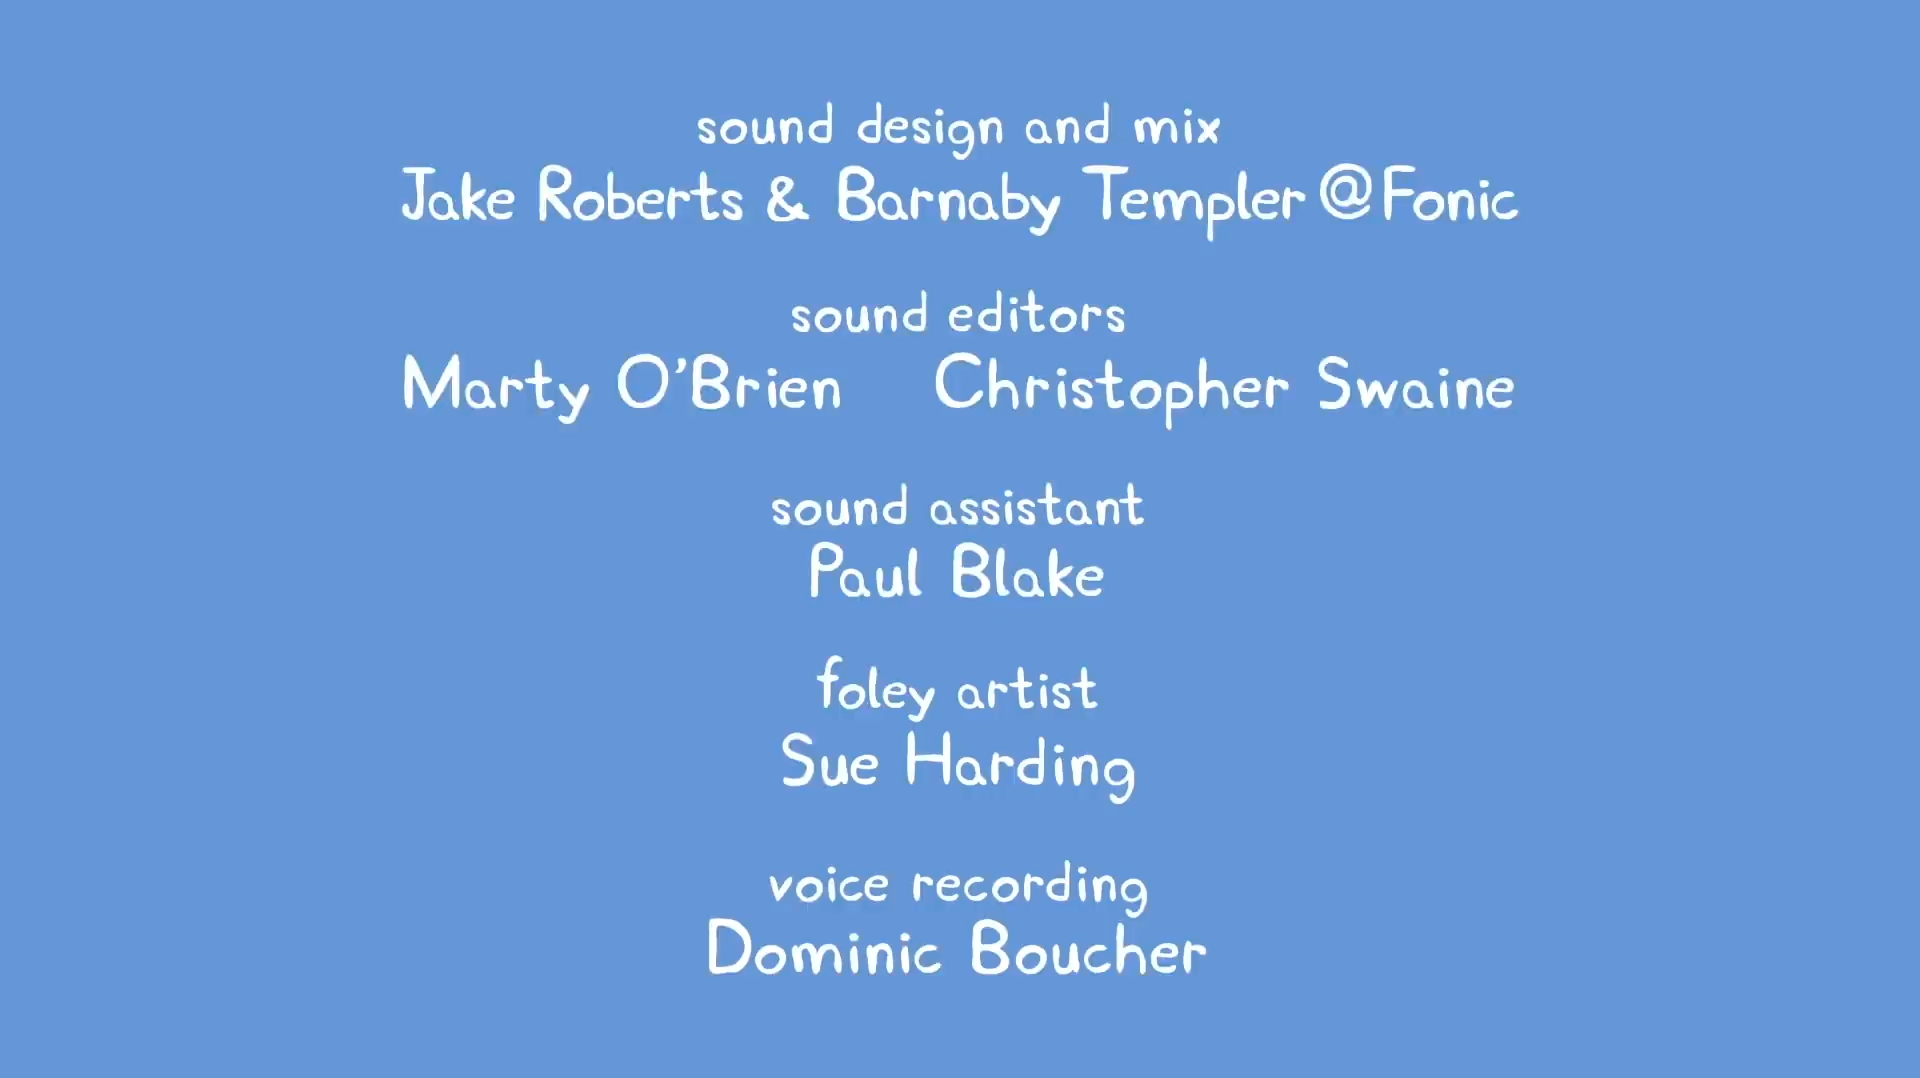 sound design and mix
Jake Roberts & Barnaby Templer @Fonic
sound editors
Marty O'Brien Christopher Swaine
sound assistant
Paul Blake
foley artist
Sue Harding
voice recording
Dominic Boucher